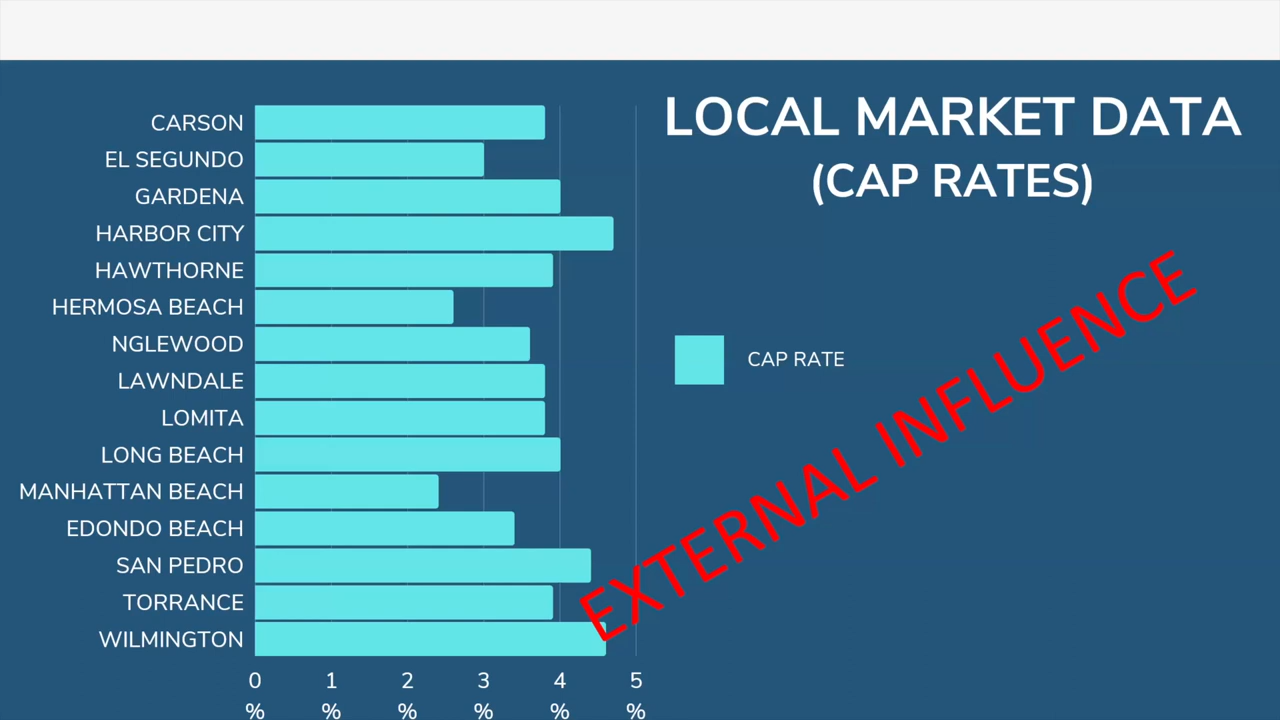 LOCAL MARKET DATA
(CAP RATES)
CARSON
EL SEGUNDO
GARDENA
HARBOR CITY
HAWTHORNE
HERMOSA BEACH
NGLEWOOD
LAWNDALE
LOMITA
LONG BEACH
MANHATTAN BEACH
EDONDO BEACH
SAN PEDRO
TORRANCE
WILMINGTON
0 1 2 3 4 5
% % % % % %
CAP RATE
EXTERNAL INFLUENCE